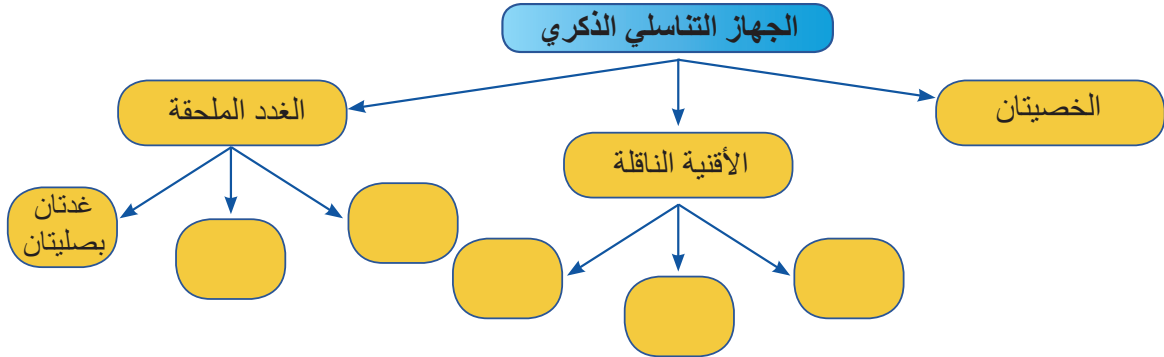 الجهاز التناسلي الذكري
الخصيتان
الأقنية الناقلة
الغدد الملحقة
غدتان
بصليتان